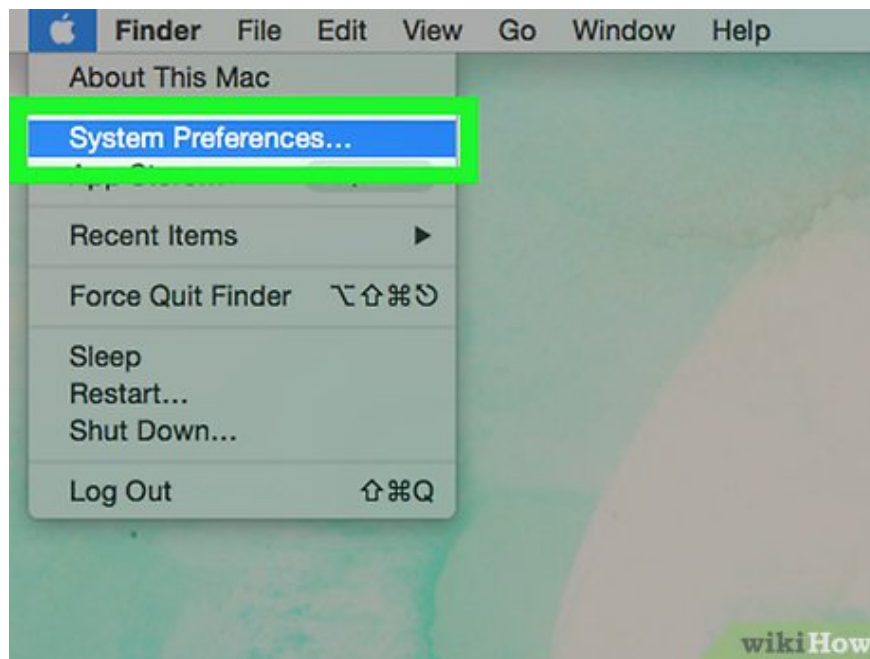 Finder File Edit View Go Window Help
About This Mac
System Preferences...
Recent Items
Force Quit Finder ⌥⇧⌘⎋
Sleep
Restart...
Shut Down...
Log Out ⇧⌘Q
wikiHow